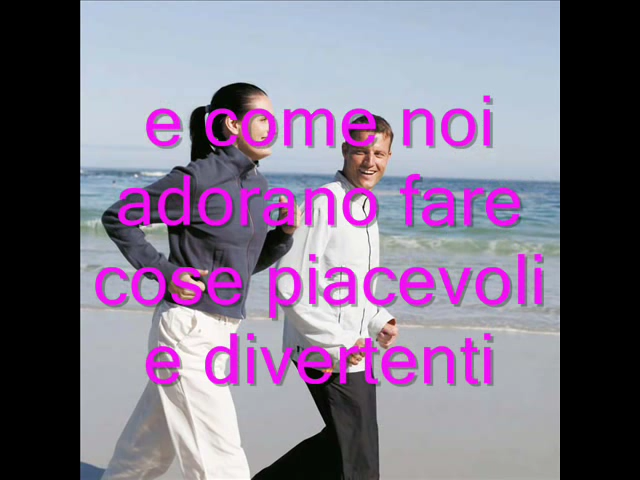 e come noi
adorano fare
cose piacevoli
e divertenti